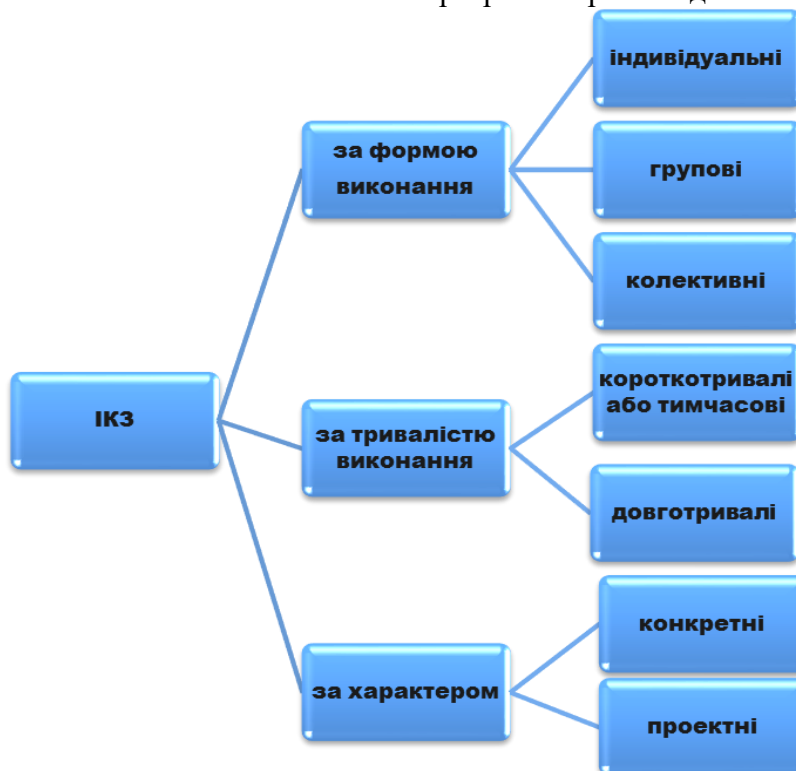 ІКЗ
за формою
виконання
індивідуальні
групові
колективні
за тривалістю
виконання
короткотривалі
або тимчасові
довготривалі
за характером
конкретні
проектні